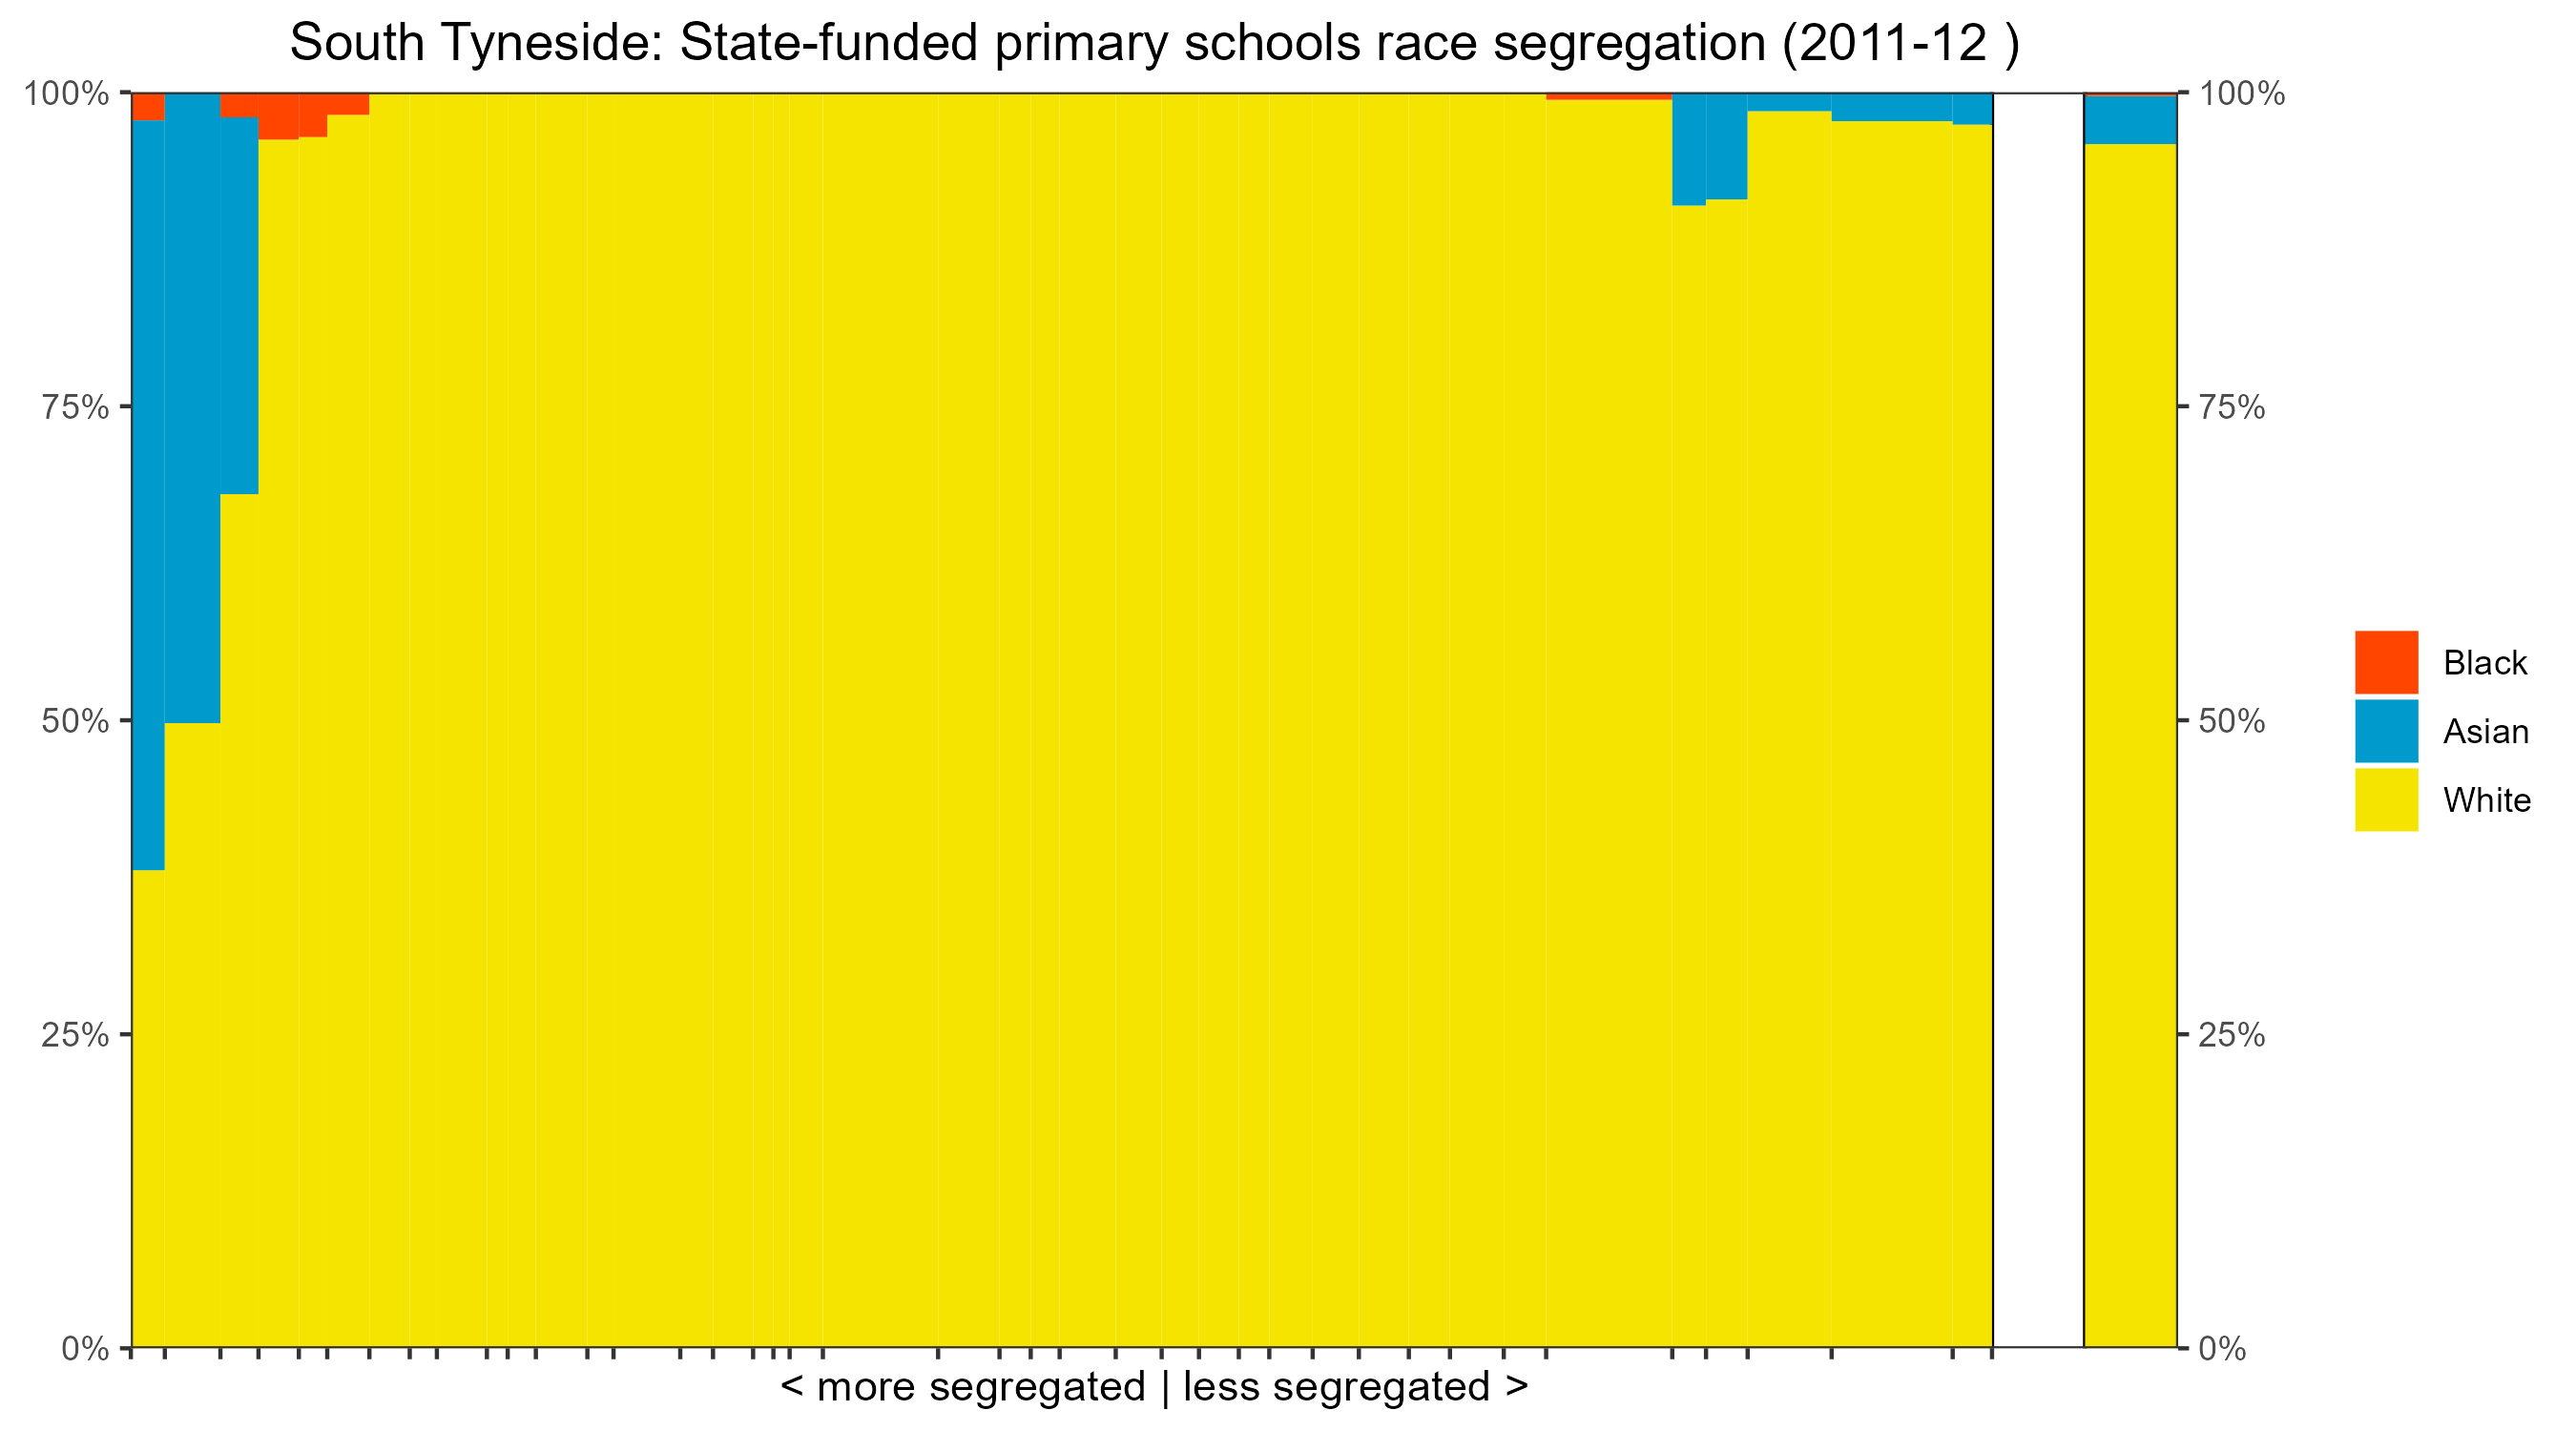 South Tyneside: State-funded primary schools race segregation (2011-12 )
100%
75%
50%
25%
0%
100%
75%
50%
25%
0%
Black
Asian
White
< more segregated | less segregated >